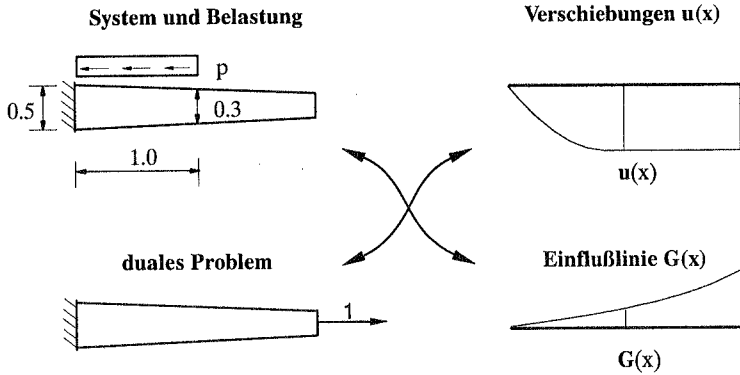 System und Belastung
p
0.5
0.3
1.0
Verschiebungen u(x)
u(x)
duales Problem
1
Einflußlinie G(x)
G(x)